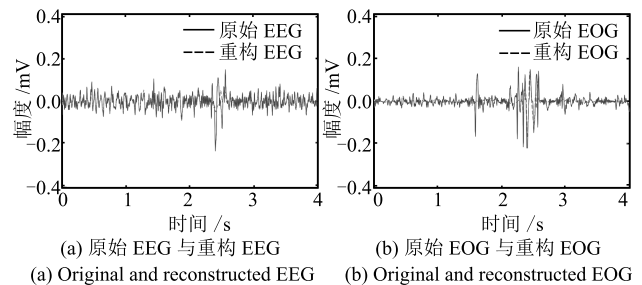 0.4
0.2
0.0
−0.2
−0.4
幅度 /mV
原始 EEG
重构 EEG
0 1 2 3 4
时间 /s
(a) 原始 EEG 与重构 EEG
(a) Original and reconstructed EEG
0.4
0.2
0.0
−0.2
−0.4
幅度 /mV
原始 EOG
重构 EOG
0 1 2 3 4
时间 /s
(b) 原始 EOG 与重构 EOG
(b) Original and reconstructed EOG